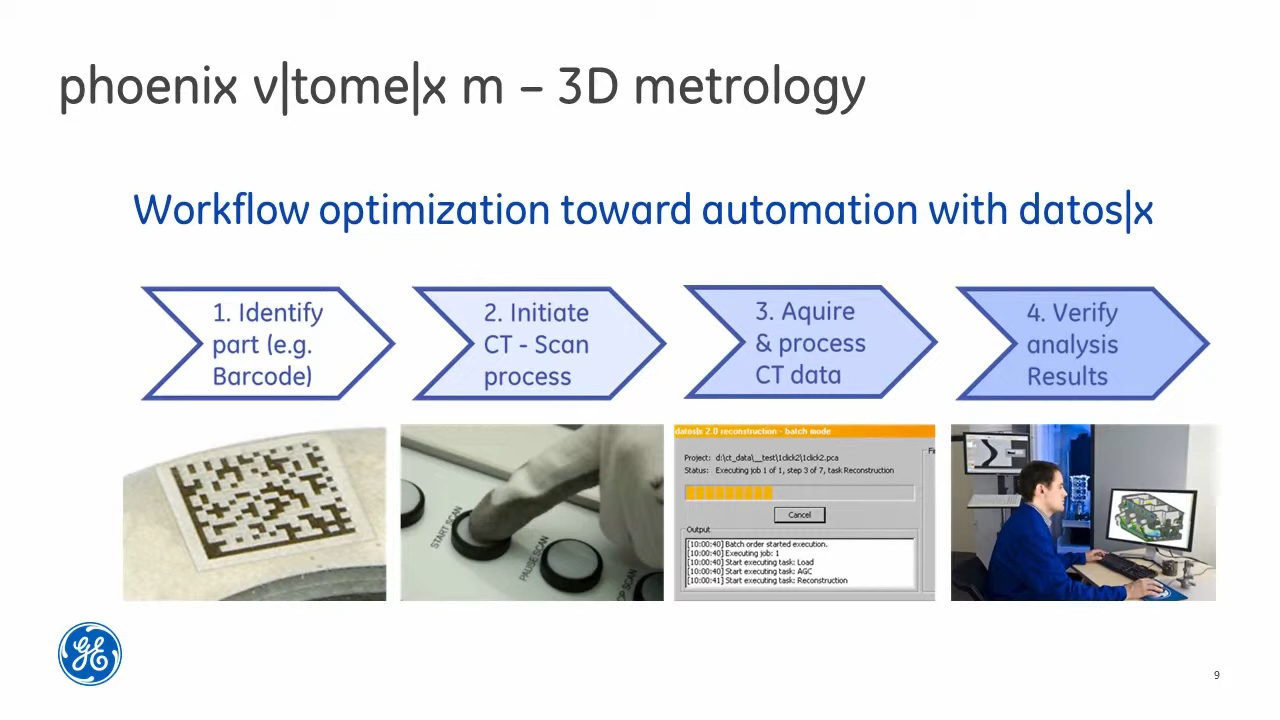 phoenix v|tome|x m – 3D metrology
Workflow optimization toward automation with datos|x
1. Identify
part (e.g.
Barcode)
2. Initiate
CT - Scan
process
3. Aquire
& process
CT data
4. Verify
analysis
Results
START SCAN
PAUSE SCAN
OP SCAN
datos|x 2.0 reconstruction - batch mode
Project: d:\ct_data\__test\1click2\1click2.pca
Status: Executing job 1 of 1, step 3 of 7, task Reconstruction
Cancel
Output
[10:00:40] Batch order started execution.
[10:00:40] Executing job: 1
[10:00:40] Start executing task: Load
[10:00:40] Start executing task: AGC
[10:00:41] Start executing task: Reconstruction
GE
9